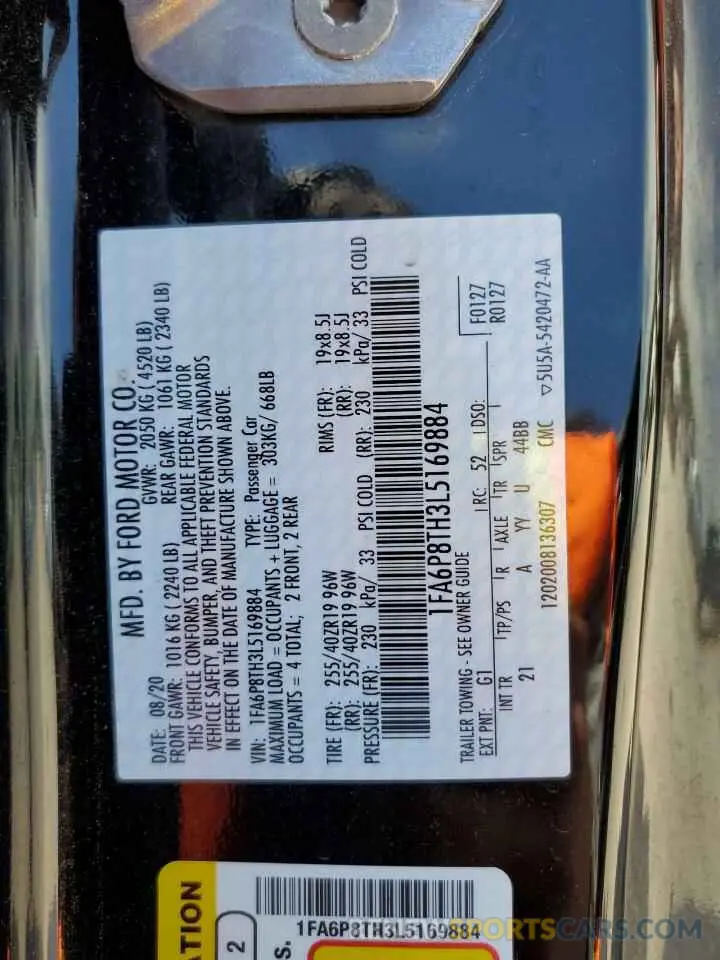 MFD. BY FORD MOTOR CO.
DATE: 08/20 GVWR: 2050 KG ( 4520 LB)
FRONT GAWR: 1016 KG ( 2240 LB) REAR GAWR: 1061 KG ( 2340 LB)
THIS VEHICLE CONFORMS TO ALL APPLICABLE FEDERAL MOTOR
VEHICLE SAFETY, BUMPER, AND THEFT PREVENTION STANDARDS
IN EFFECT ON THE DATE OF MANUFACTURE SHOWN ABOVE.
VIN: 1FA6P8TH3L5169884 TYPE: Passenger Car
MAXIMUM LOAD = OCCUPANTS + LUGGAGE = 303KG/ 668LB
OCCUPANTS = 4 TOTAL; 2 FRONT, 2 REAR
TIRE (FR): 255/40ZR19 96W RIMS (FR): 19x8.5J
(RR): 255/40ZR19 96W (RR): 19x8.5J
PRESSURE (FR): 230 kPa/ 33 PSI COLD (RR): 230 kPa/ 33 PSI COLD
1FA6P8TH3L5169884
TRAILER TOWING - SEE OWNER GUIDE F0127
EXT PNT: G1 RC: 52 DSO: R0127
INT TR TP/PS R AXLE TR SPR
21 A YY U 44BB
1202008136307 CMC ▽5U5A-5420472-AA
ATION
2
S.
1FA6P8TH3L5169884
SPORTSCARS.COM